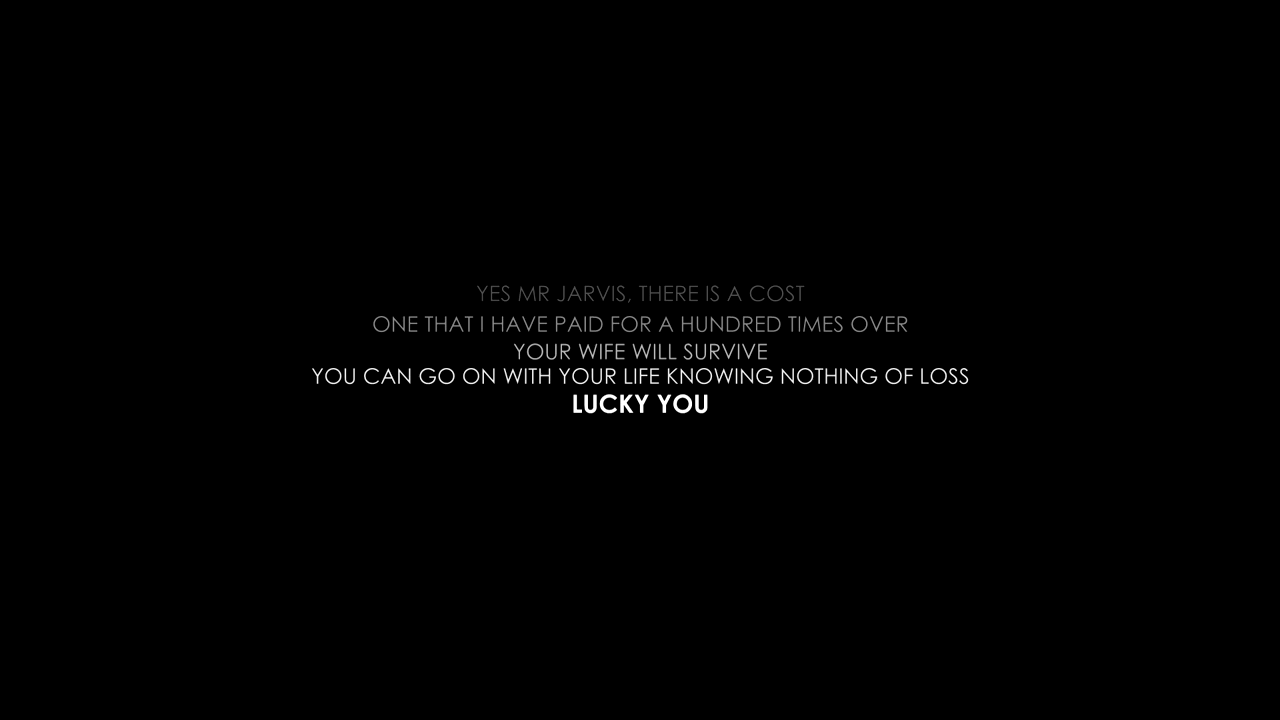 YES MR JARVIS, THERE IS A COST
ONE THAT I HAVE PAID FOR A HUNDRED TIMES OVER
YOUR WIFE WILL SURVIVE
YOU CAN GO ON WITH YOUR LIFE KNOWING NOTHING OF LOSS
LUCKY YOU